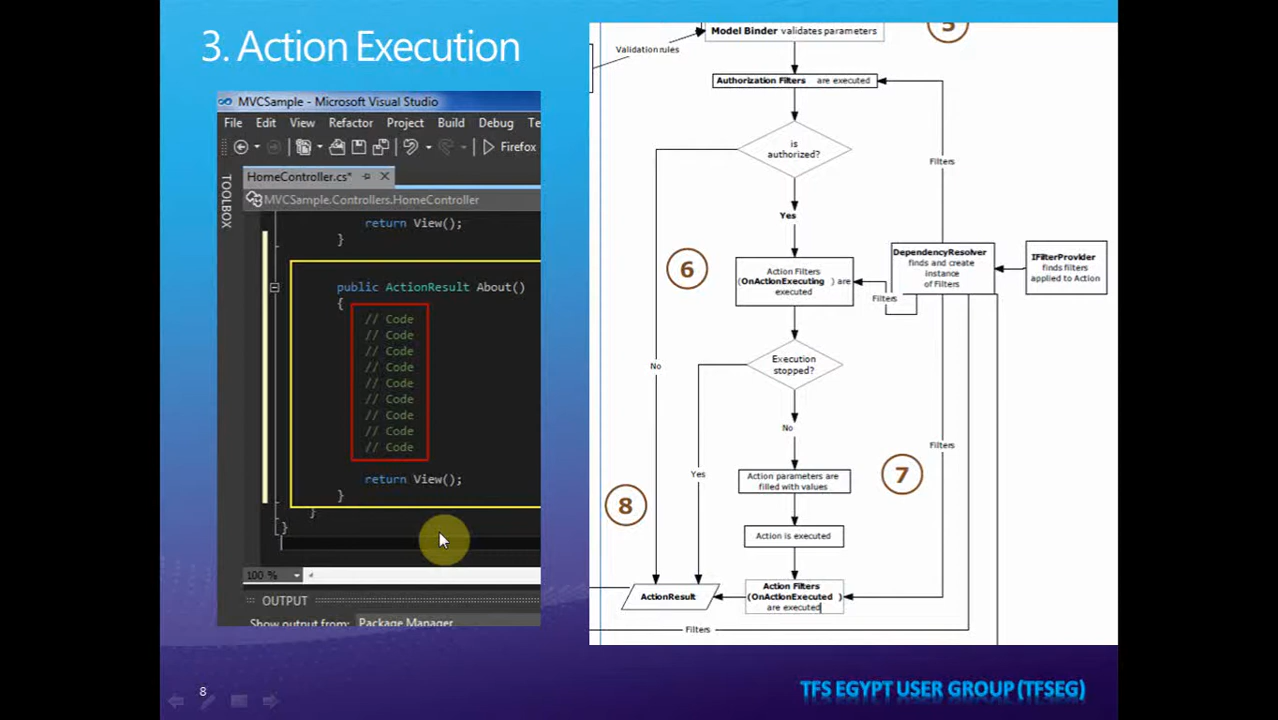 3. Action Execution
MVCSample - Microsoft Visual Studio
File Edit View Refactor Project Build Debug Te
Firefox
HomeController.cs*
TOOLBOX
MVCSample.Controllers.HomeController
return View();
}
public ActionResult About()
{
// Code
// Code
// Code
// Code
// Code
// Code
// Code
// Code
// Code
return View();
}
}
}
100 %
OUTPUT
Show output from: Package Manager
5
Model Binder validates parameters
Validation rules
Authorization Filters are executed
is
authorized?
Filters
Yes
6
Action Filters
(OnActionExecuting ) are
executed
DependencyResolver
finds and create
instance
of Filters
IFilterProvider
finds filters
applied to Action
Filters
Execution
stopped?
No
No
Filters
Yes
Action parameters are
filled with values
7
8
Action is executed
ActionResult
Action Filters
(OnActionExecuted )
are executed
Filters
8
TFS EGYPT USER GROUP (TFSEG)